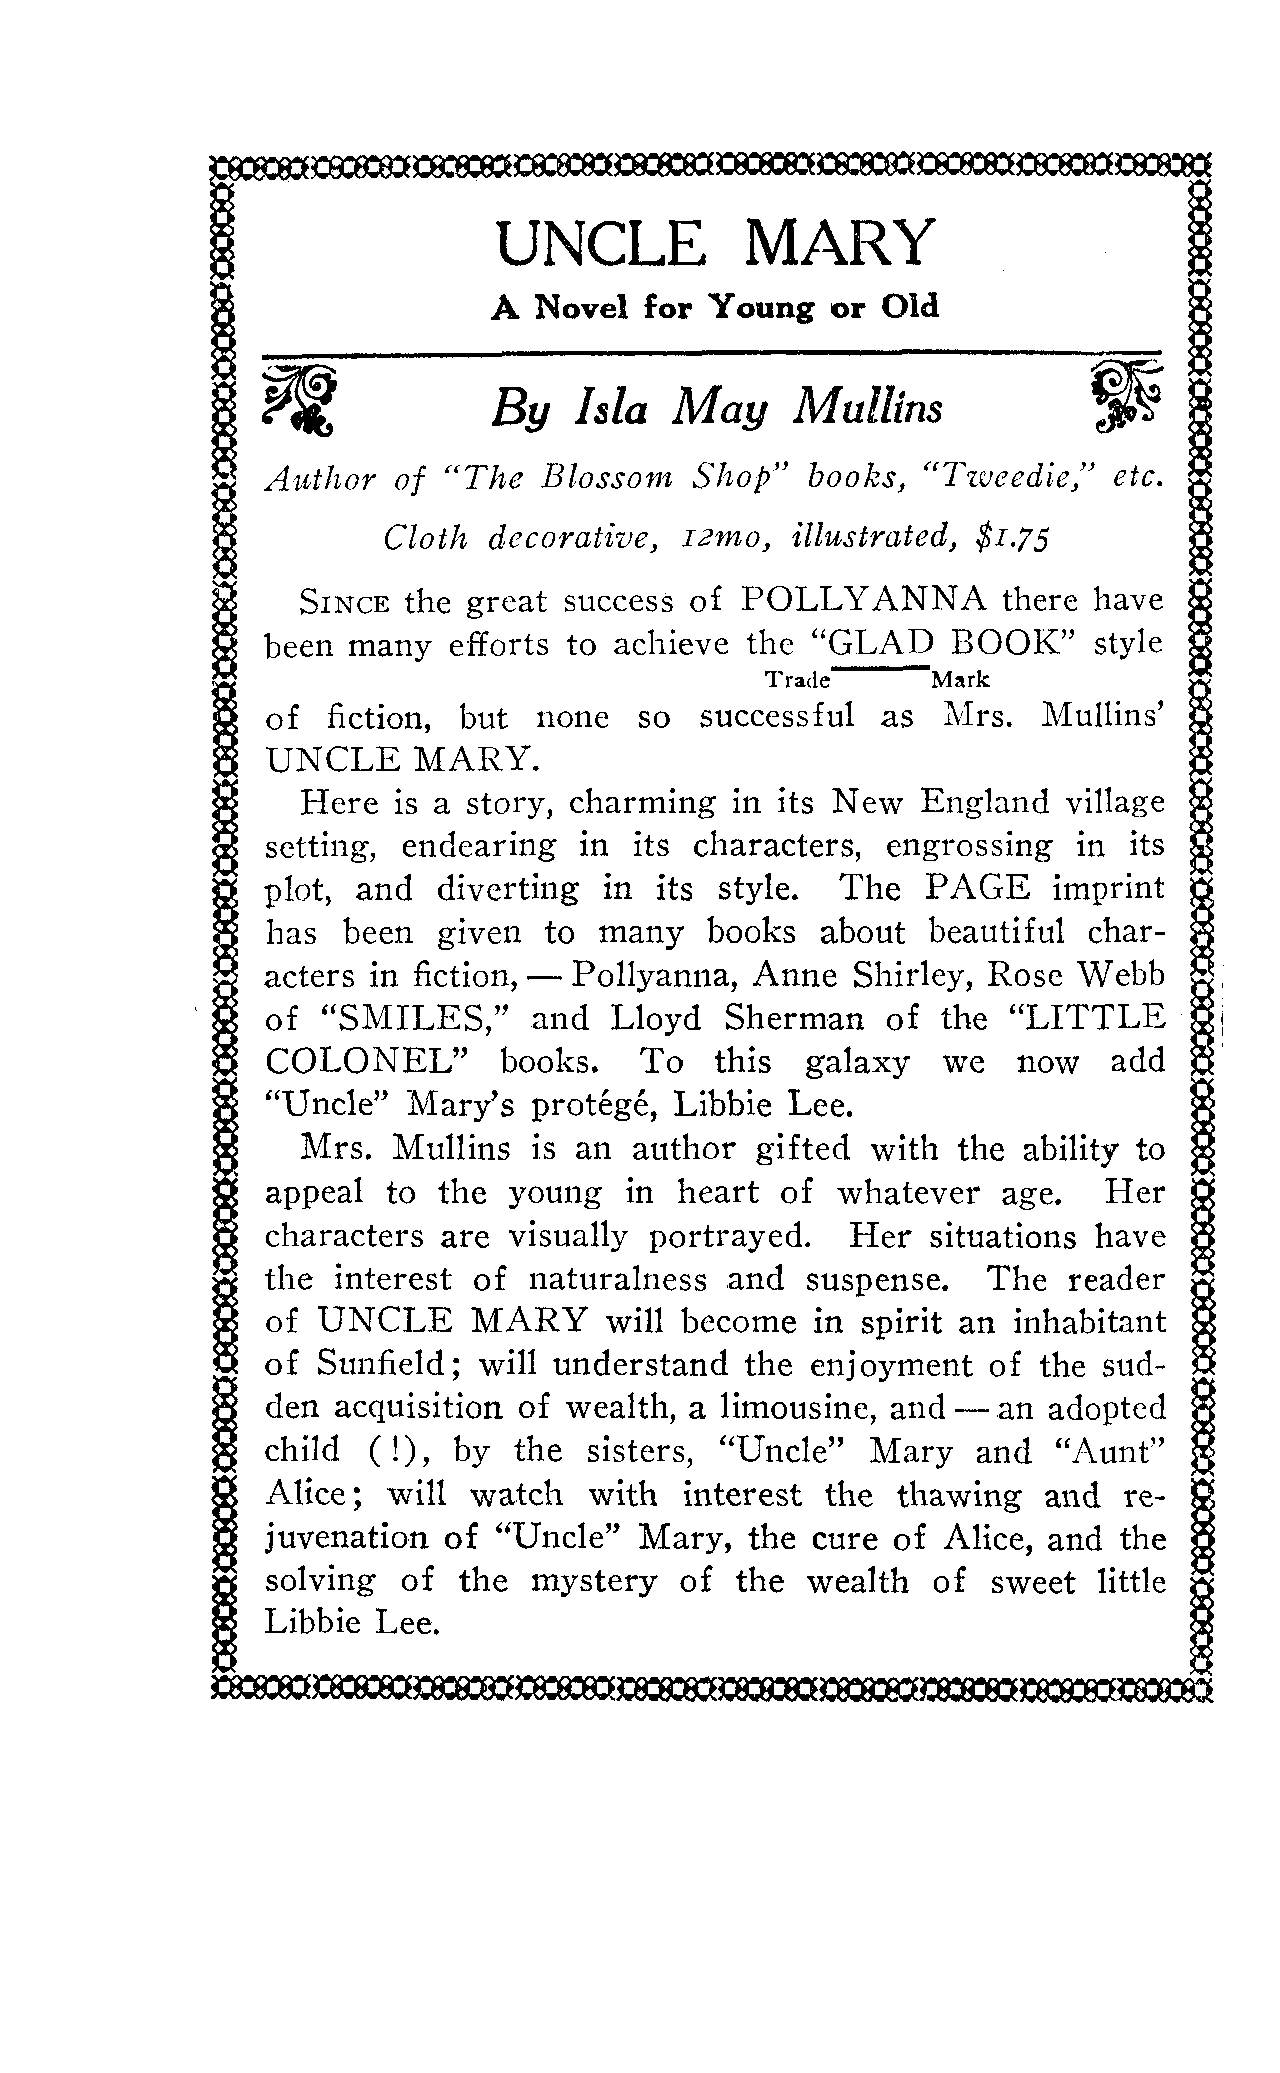 UNCLE MARY
A Novel for Young or Old
By Isla May Mullins
Author of “The Blossom Shop” books, “Tweedie,” etc.
Cloth decorative, 12mo, illustrated, $1.75
SINCE the great success of POLLYANNA there have
been many efforts to achieve the “GLAD BOOK” style
Trade Mark
of fiction, but none so successful as Mrs. Mullins’
UNCLE MARY.
Here is a story, charming in its New England village
setting, endearing in its characters, engrossing in its
plot, and diverting in its style. The PAGE imprint
has been given to many books about beautiful char-
acters in fiction, — Pollyanna, Anne Shirley, Rose Webb
of “SMILES,” and Lloyd Sherman of the “LITTLE
COLONEL” books. To this galaxy we now add
“Uncle” Mary’s protégé, Libbie Lee.
Mrs. Mullins is an author gifted with the ability to
appeal to the young in heart of whatever age. Her
characters are visually portrayed. Her situations have
the interest of naturalness and suspense. The reader
of UNCLE MARY will become in spirit an inhabitant
of Sunfield; will understand the enjoyment of the sud-
den acquisition of wealth, a limousine, and — an adopted
child (!), by the sisters, “Uncle” Mary and “Aunt”
Alice; will watch with interest the thawing and re-
juvenation of “Uncle” Mary, the cure of Alice, and the
solving of the mystery of the wealth of sweet little
Libbie Lee.